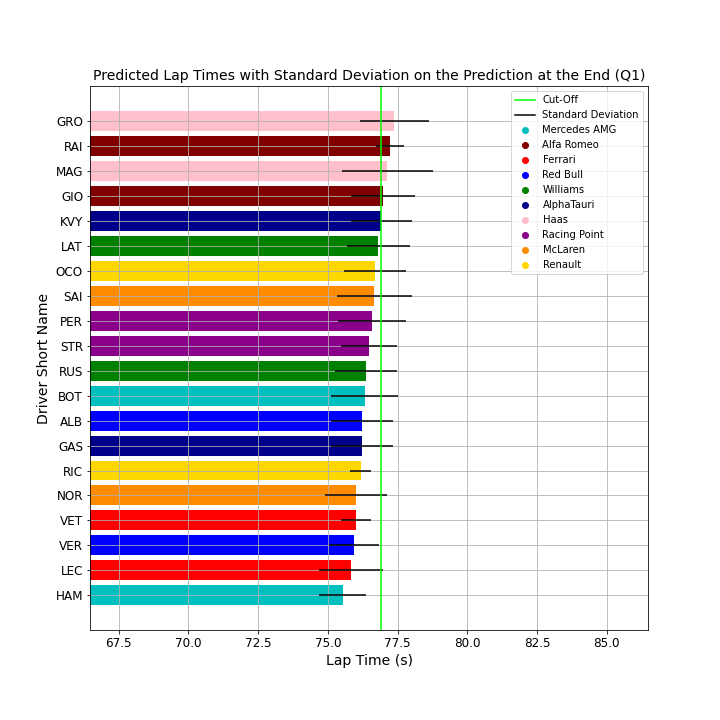 Predicted Lap Times with Standard Deviation on the Prediction at the End (Q1)
Cut-Off
Standard Deviation
Mercedes AMG
Alfa Romeo
Ferrari
Red Bull
Williams
AlphaTauri
Haas
Racing Point
McLaren
Renault
Driver Short Name
GRO
RAI
MAG
GIO
KVY
LAT
OCO
SAI
PER
STR
RUS
BOT
ALB
GAS
RIC
NOR
VET
VER
LEC
HAM
67.5 70.0 72.5 75.0 77.5 80.0 82.5 85.0
Lap Time (s)